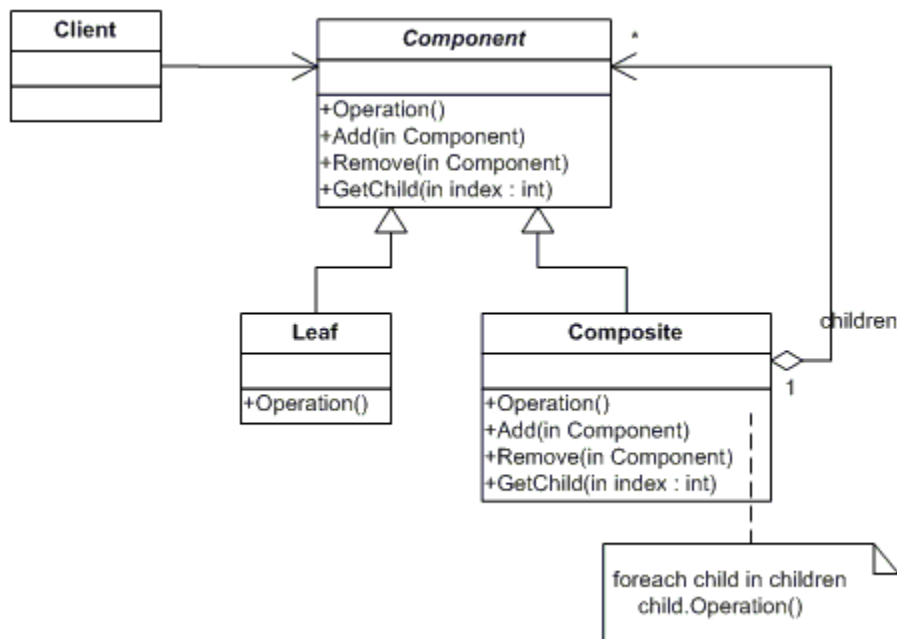 Client
Component
*
+Operation()
+Add(in Component)
+Remove(in Component)
+GetChild(in index : int)
children
Leaf
+Operation()
Composite
1
+Operation()
+Add(in Component)
+Remove(in Component)
+GetChild(in index : int)
foreach child in children
child.Operation()